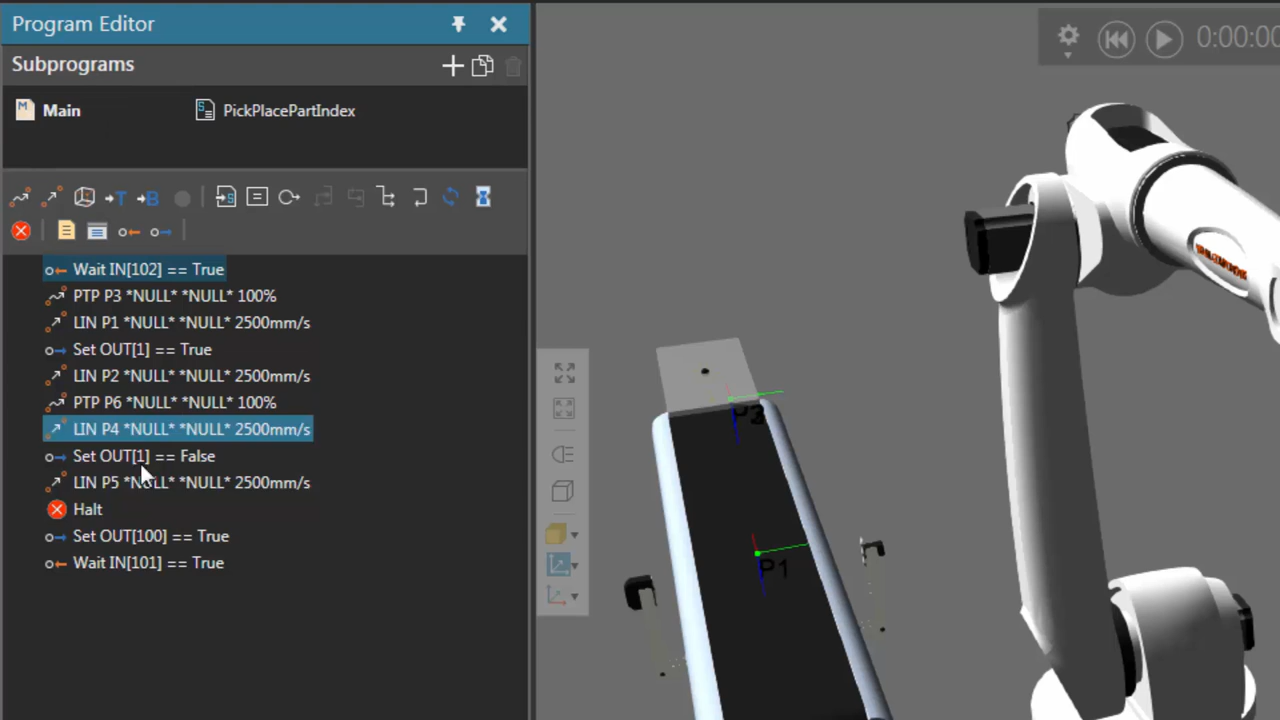 Program Editor
Subprograms
Main
PickPlacePartIndex
0:00:00
Wait IN[102] == True
PTP P3 *NULL* *NULL* 100%
LIN P1 *NULL* *NULL* 2500mm/s
Set OUT[1] == True
LIN P2 *NULL* *NULL* 2500mm/s
PTP P6 *NULL* *NULL* 100%
LIN P4 *NULL* *NULL* 2500mm/s
Set OUT[1] == False
LIN P5 *NULL* *NULL* 2500mm/s
Halt
Set OUT[100] == True
Wait IN[101] == True
P3
P1